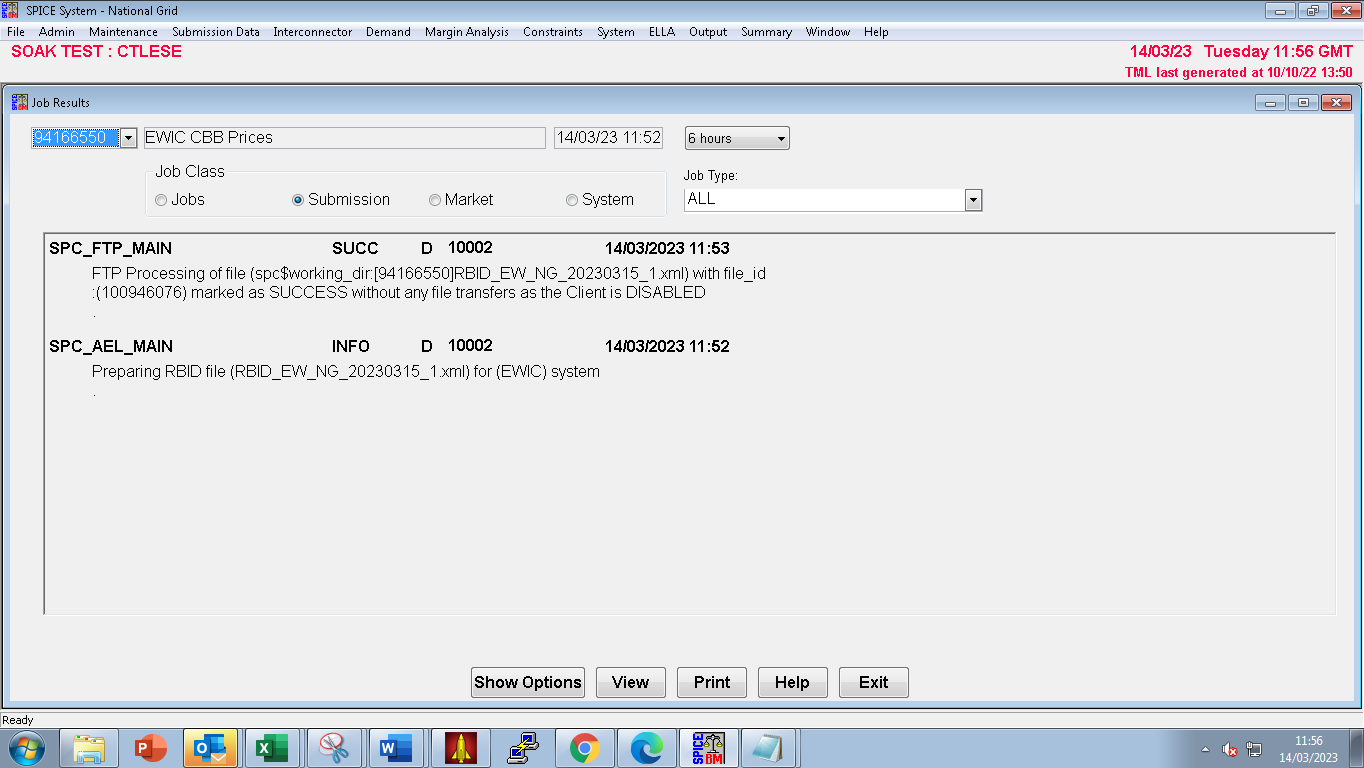 SPICE System - National Grid
File Admin Maintenance Submission Data Interconnector Demand Margin Analysis Constraints System ELLA Output Summary Window Help
SOAK TEST : CTLESE
14/03/23 Tuesday 11:56 GMT
TML last generated at 10/10/22 13:50
Job Results
94166550 EWIC CBB Prices 14/03/23 11:52 6 hours
Job Class
Job Type:
Jobs Submission Market System
ALL
SPC_FTP_MAIN SUCC D 10002 14/03/2023 11:53
FTP Processing of file (spc$working_dir:[94166550]RBID_EW_NG_20230315_1.xml) with file_id
:(100946076) marked as SUCCESS without any file transfers as the Client is DISABLED
.
SPC_AEL_MAIN INFO D 10002 14/03/2023 11:52
Preparing RBID file (RBID_EW_NG_20230315_1.xml) for (EWIC) system
.
Show Options View Print Help Exit
Ready
11:56
14/03/2023